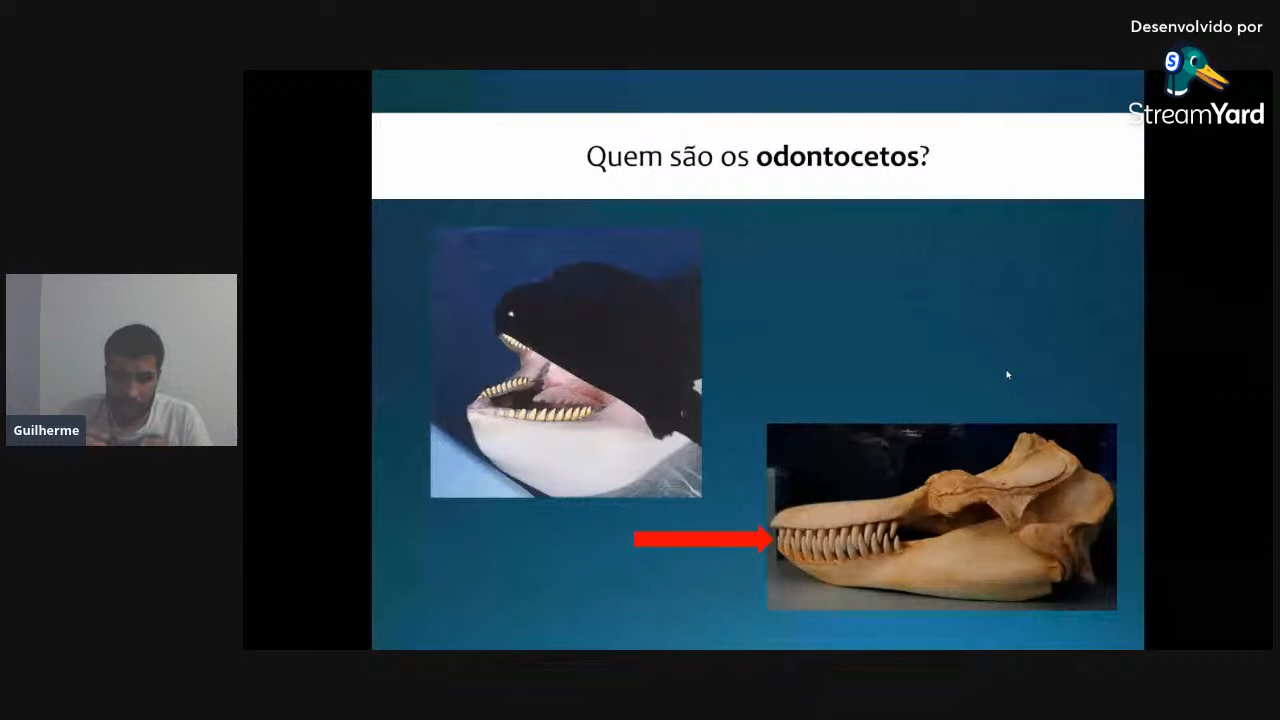 Desenvolvido por
StreamYard
Quem são os odontocetos?
Guilherme